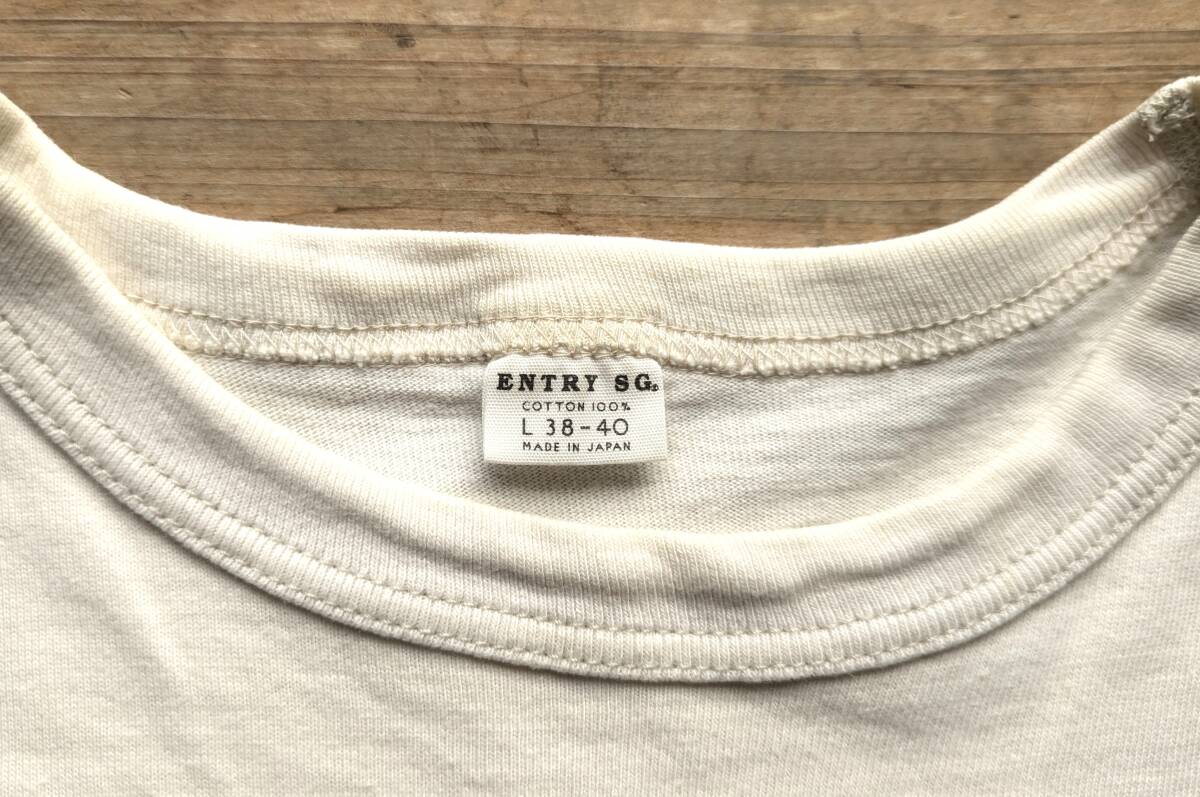 ENTRY SG®
COTTON 100%
L 38-40
MADE IN JAPAN